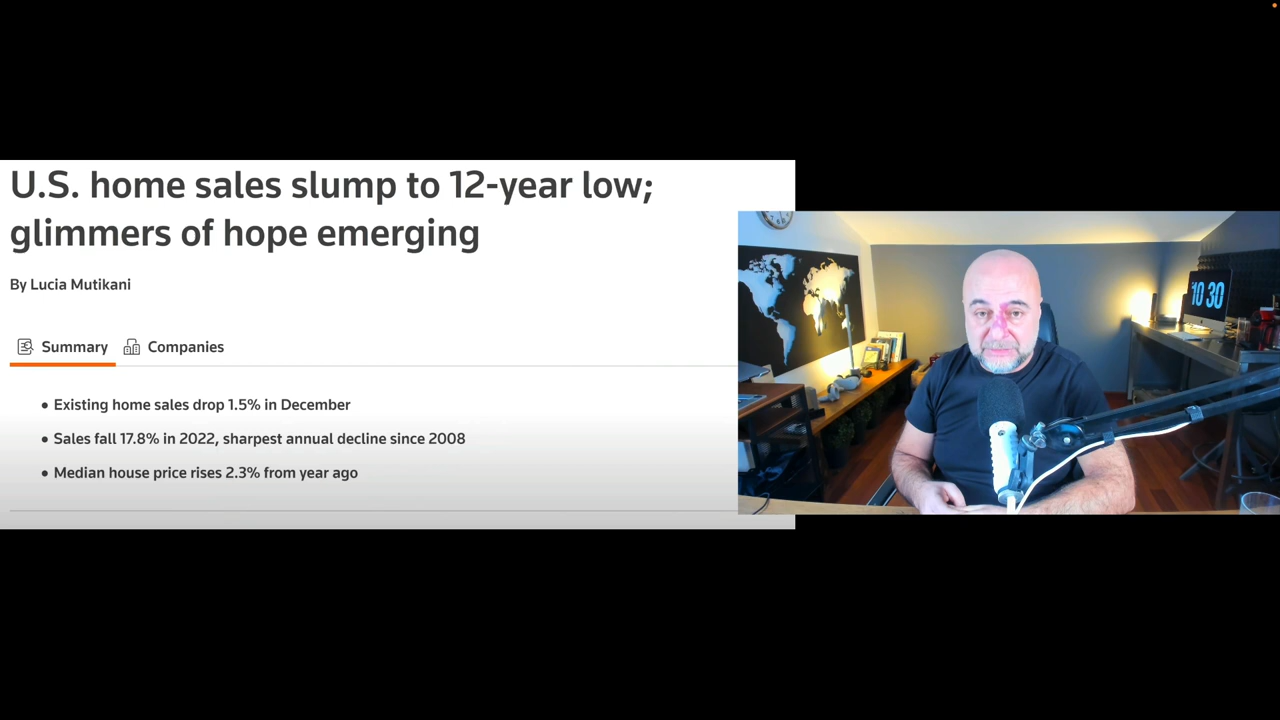 U.S. home sales slump to 12-year low;
glimmers of hope emerging
By Lucia Mutikani
Summary Companies
• Existing home sales drop 1.5% in December
• Sales fall 17.8% in 2022, sharpest annual decline since 2008
• Median house price rises 2.3% from year ago
10 30